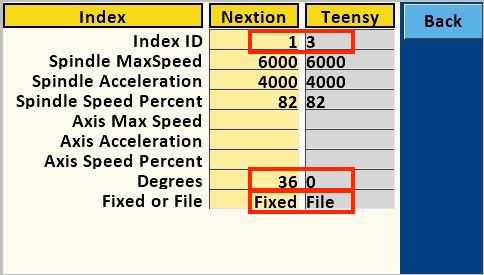 Index Nextion Teensy Back
Index ID 1 3
Spindle MaxSpeed 6000 6000
Spindle Acceleration 4000 4000
Spindle Speed Percent 82 82
Axis Max Speed
Axis Acceleration
Axis Speed Percent
Degrees 36 0
Fixed or File Fixed File